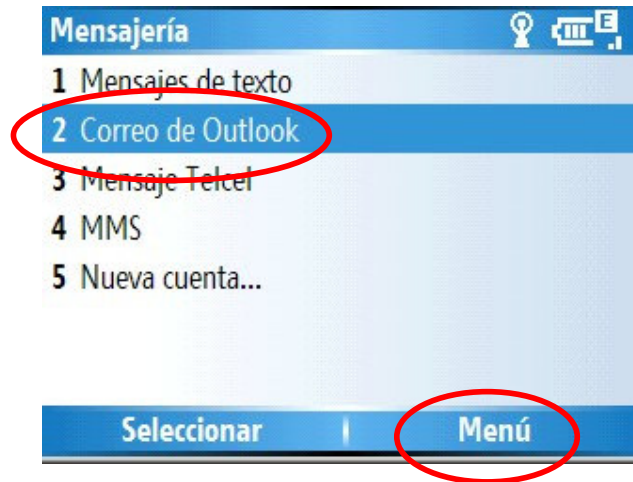 Mensajería E
1 Mensajes de texto
2 Correo de Outlook
3 Mensaje Telcel
4 MMS
5 Nueva cuenta...
Seleccionar Menú